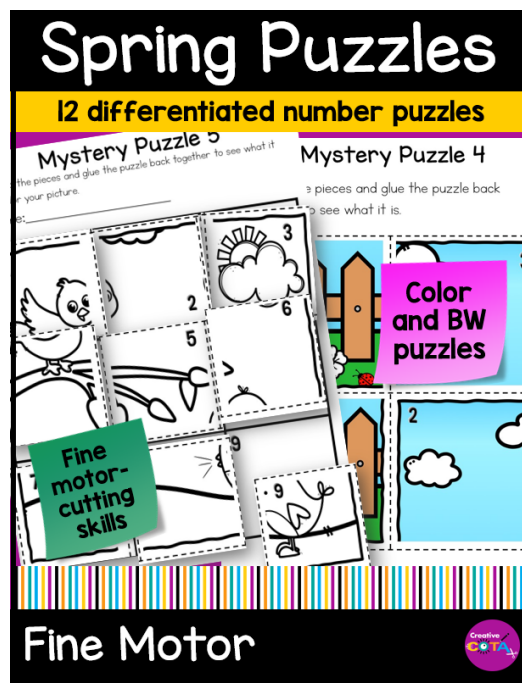 Spring Puzzles
12 differentiated number puzzles
Mystery Puzzle 5
the pieces and glue the puzzle back together to see what it
r your picture.
Mystery Puzzle 4
e pieces and glue the puzzle back
o see what it is.
3
2
6
5
9
9
2
Color
and BW
puzzles
Fine
motor-
cutting
skills
Fine Motor
Creative
COTA